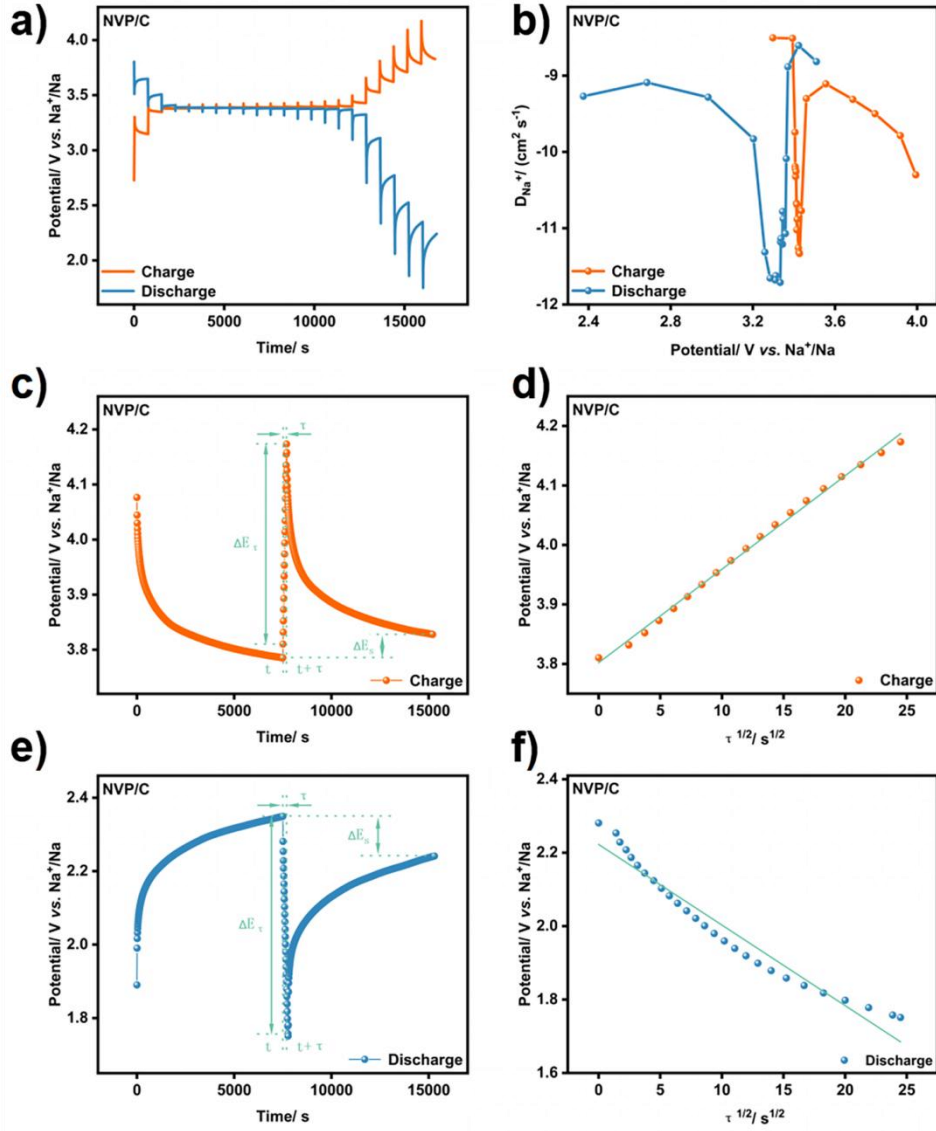 a)
NVP/C
4.0
3.5
3.0
2.5
2.0
Potential/ V vs. Na⁺/Na
Charge
Discharge
0
5000
10000
15000
Time/ s
b)
NVP/C
-9
-10
-11
-12
D_Na⁺/ (cm² s⁻¹)
Charge
Discharge
2.4
2.8
3.2
3.6
4.0
Potential/ V vs. Na⁺/Na
c)
NVP/C
4.2
4.1
4.0
3.9
3.8
Potential/ V vs. Na⁺/Na
τ
ΔE_τ
ΔE_s
t
t+τ
Charge
0
5000
10000
15000
Time/ s
d)
NVP/C
4.2
4.1
4.0
3.9
3.8
Potential/ V vs. Na⁺/Na
Charge
0
5
10
15
20
25
τ ¹/²/ s¹/²
e)
NVP/C
2.4
2.2
2.0
1.8
Potential/ V vs. Na⁺/Na
τ
ΔE_s
ΔE_τ
t
t+τ
Discharge
0
5000
10000
15000
Time/ s
f)
NVP/C
2.4
2.2
2.0
1.8
1.6
Potential/ V vs. Na⁺/Na
Discharge
0
5
10
15
20
25
τ ¹/²/ s¹/²